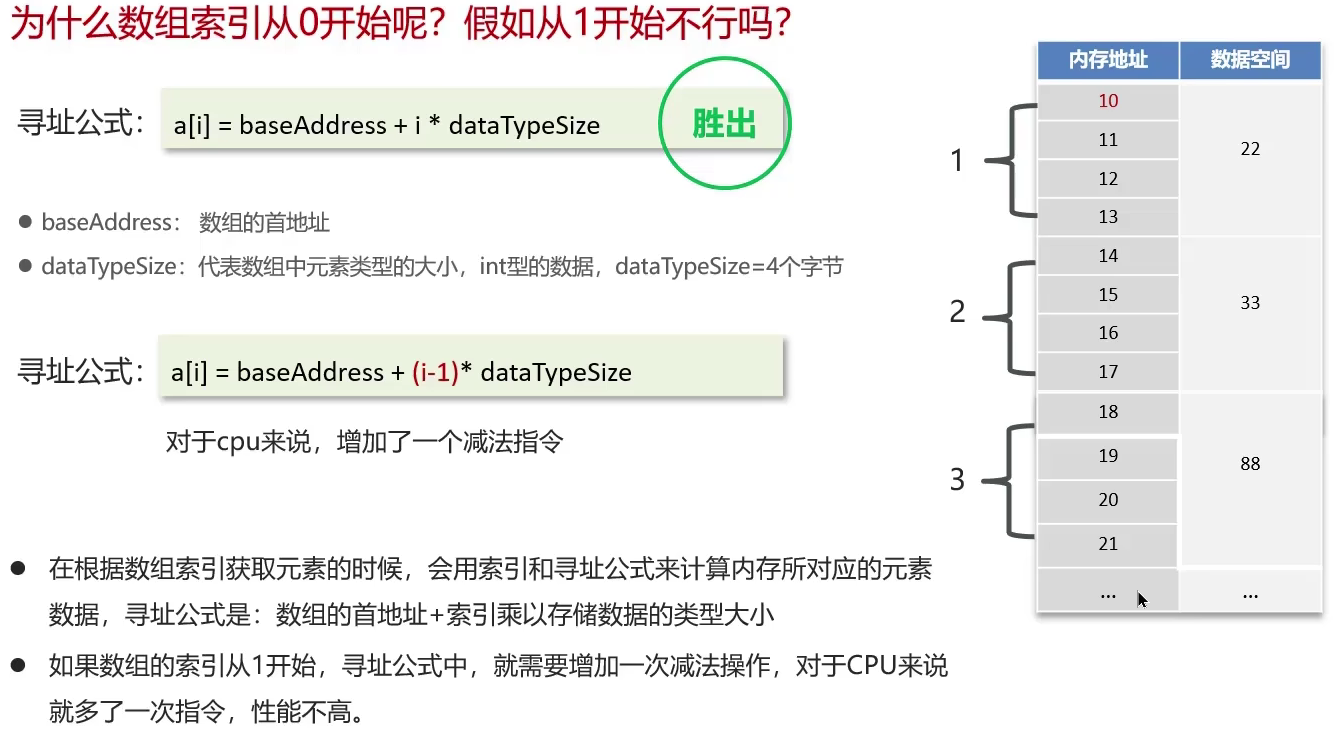 为什么数组索引从0开始呢？假如从1开始不行吗？
寻址公式： a[i] = baseAddress + i * dataTypeSize 胜出
● baseAddress： 数组的首地址
● dataTypeSize：代表数组中元素类型的大小，int型的数据，dataTypeSize=4个字节
寻址公式： a[i] = baseAddress + (i-1)* dataTypeSize
对于cpu来说，增加了一个减法指令
● 在根据数组索引获取元素的时候，会用索引和寻址公式来计算内存所对应的元素
数据，寻址公式是：数组的首地址+索引乘以存储数据的类型大小
● 如果数组的索引从1开始，寻址公式中，就需要增加一次减法操作，对于CPU来说
就多了一次指令，性能不高。
内存地址 数据空间
10
11
1 22
12
13
14
15
2 33
16
17
18
19
3 88
20
21
... ...